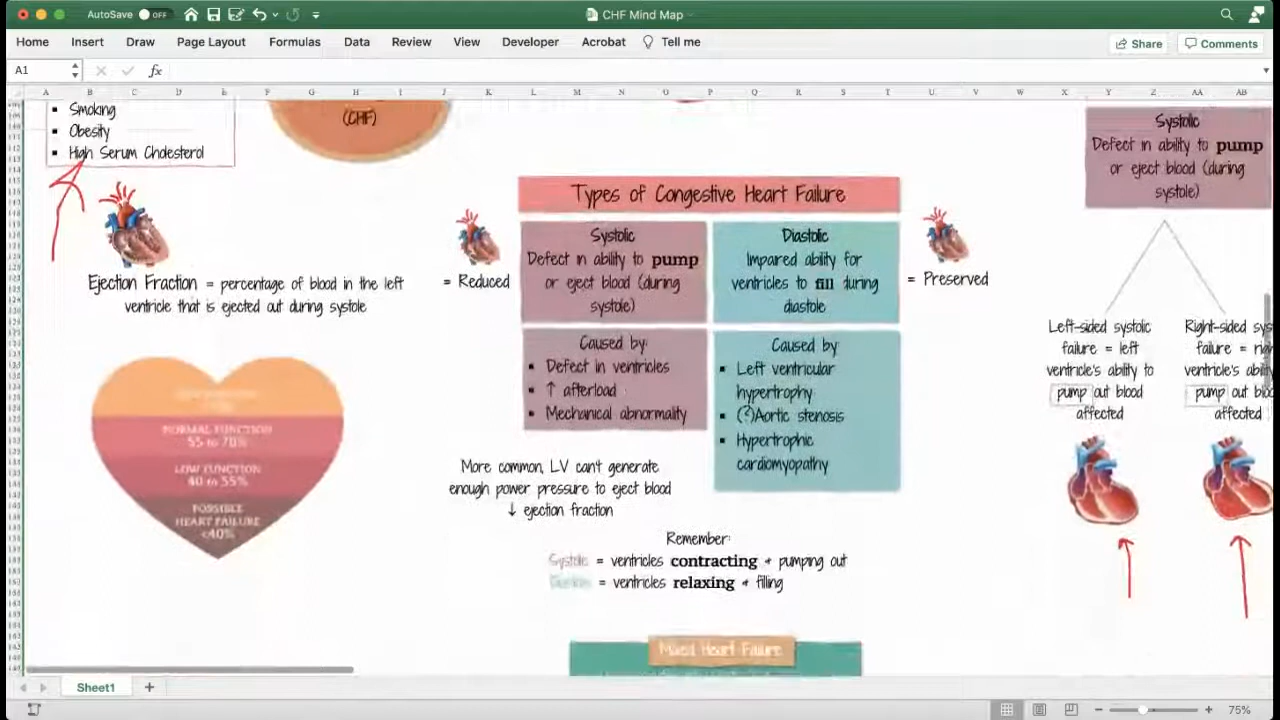 AutoSave OFF
CHF Mind Map
Home Insert Draw Page Layout Formulas Data Review View Developer Acrobat Tell me
Share Comments
A1
fx
A B C D E F G H I J K L M N O P Q R S T U V W X Y Z AA AB
Smoking
Obesity
High Serum Cholesterol
(CHF)
Ejection Fraction = percentage of blood in the left
ventricle that is ejected out during systole
NORMAL FUNCTION
55 to 70%
LOW FUNCTION
40 to 55%
POSSIBLE
HEART FAILURE
<40%
Types of Congestive Heart Failure
= Reduced
Systolic
Defect in ability to pump
or eject blood (during
systole)
Diastolic
Impared ability for
ventricles to fill during
diastole
= Preserved
Caused by:
Defect in ventricles
↑ afterload
Mechanical abnormality
Caused by:
Left ventricular
hypertrophy
(?)Aortic stenosis
Hypertrophic
cardiomyopathy
More common, LV can't generate
enough power pressure to eject blood
↓ ejection fraction
Remember:
Systolic = ventricles contracting + pumping out
= ventricles relaxing + filling
Mixed Heart Failure
Systolic
Defect in ability to pump
or eject blood (during
systole)
Left-sided systolic
failure = left
ventricle's ability to
pump out blood
affected
Right-sided sys
failure = 
ventricle's
pump out
affected
Sheet1
75%